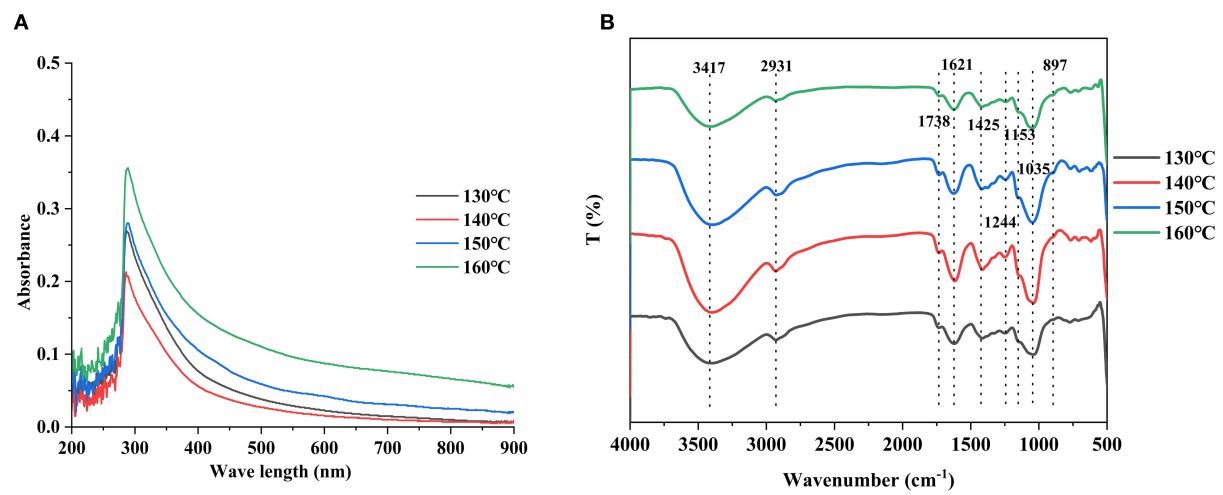 A
0.5
0.4
0.3
0.2
0.1
0.0
Absorbance
130℃
140℃
150℃
160℃
200 300 400 500 600 700 800 900
Wave length (nm)
B
3417 2931 1621 897
1738 1425 1153
1035
1244
T (%)
130℃
140℃
150℃
160℃
4000 3500 3000 2500 2000 1500 1000 500
Wavenumber (cm⁻¹)